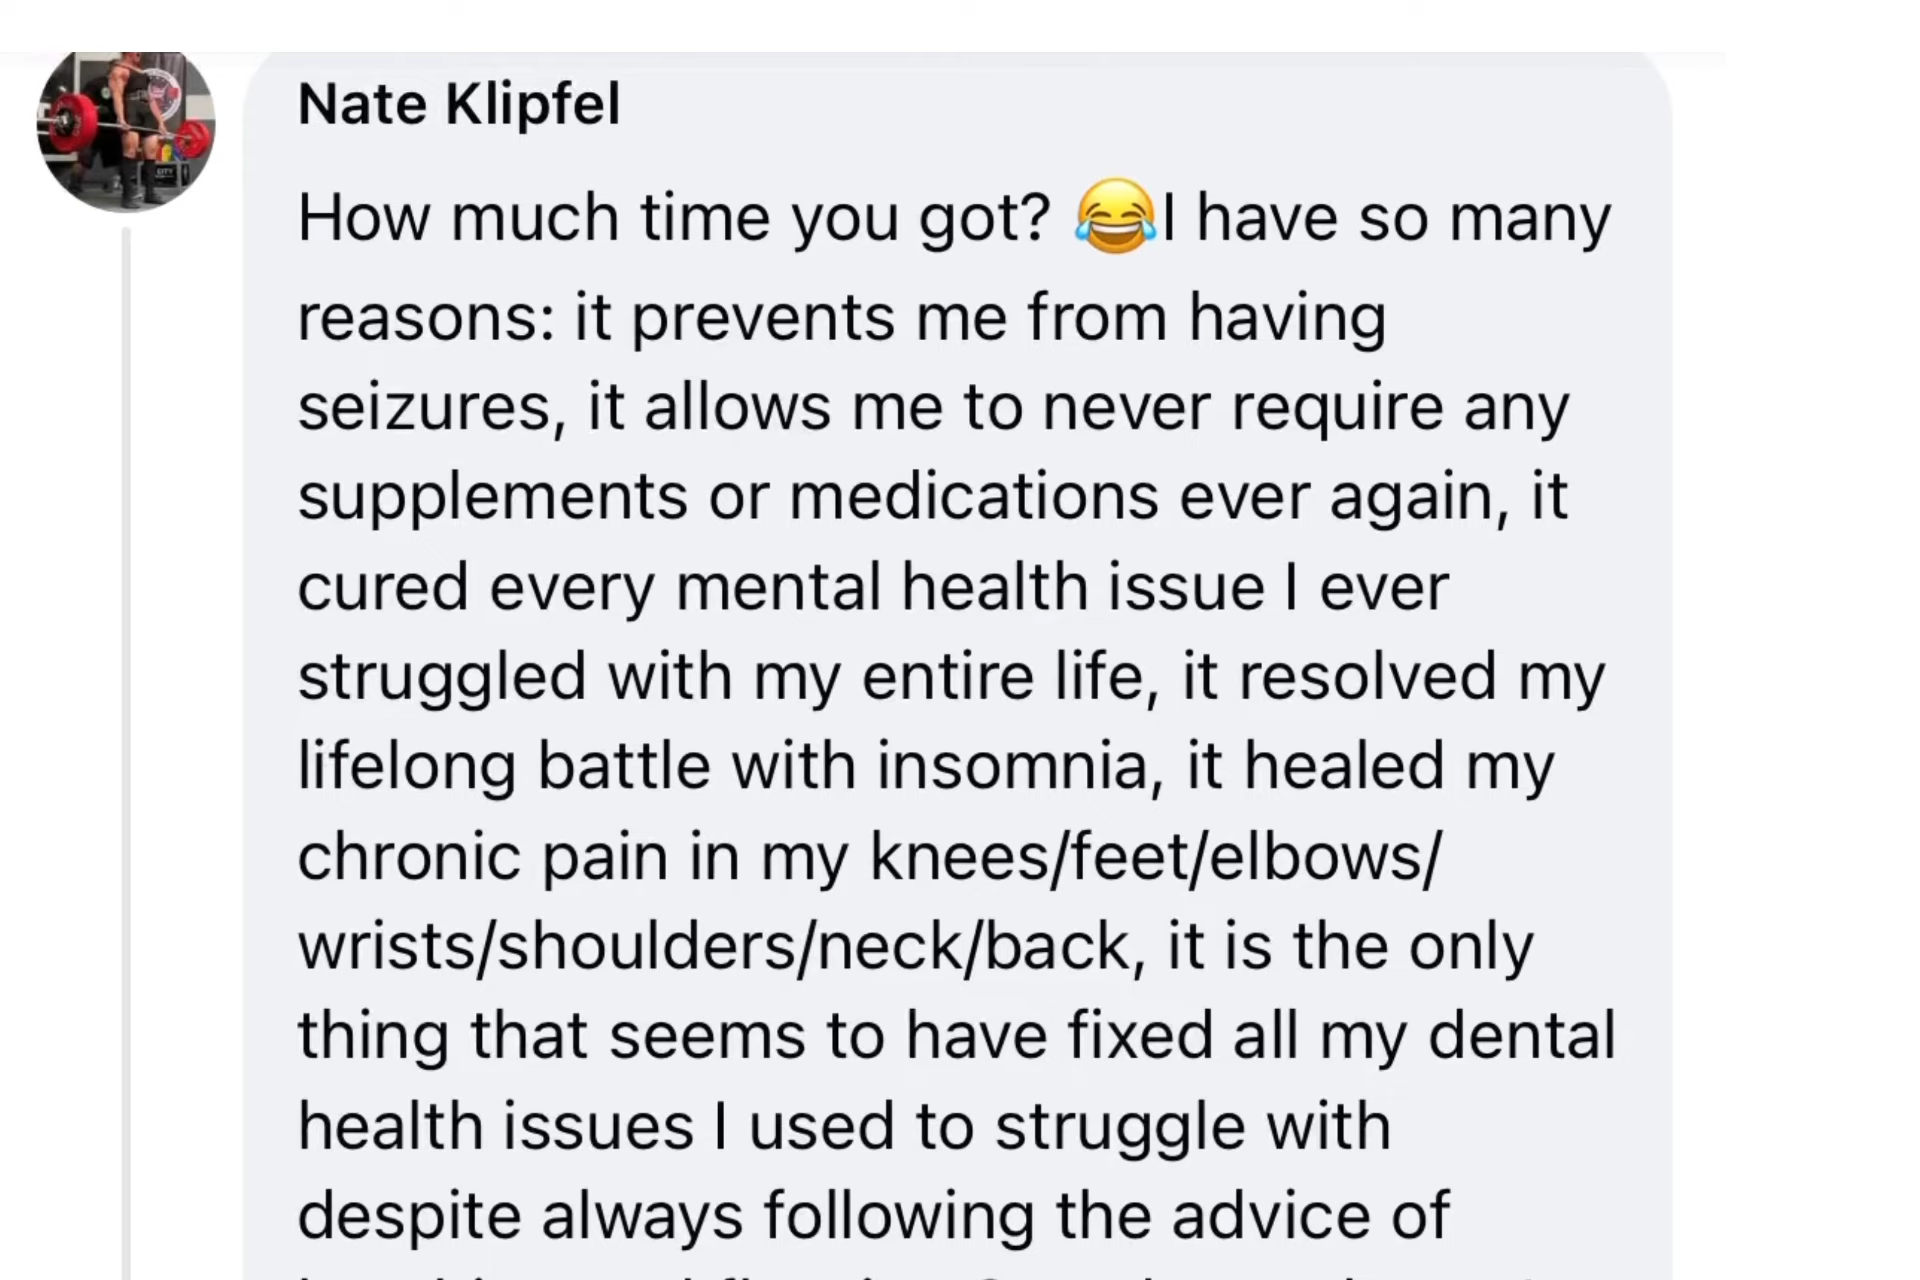 Nate Klipfel
How much time you got? 😂I have so many
reasons: it prevents me from having
seizures, it allows me to never require any
supplements or medications ever again, it
cured every mental health issue I ever
struggled with my entire life, it resolved my
lifelong battle with insomnia, it healed my
chronic pain in my knees/feet/elbows/
wrists/shoulders/neck/back, it is the only
thing that seems to have fixed all my dental
health issues I used to struggle with
despite always following the advice of